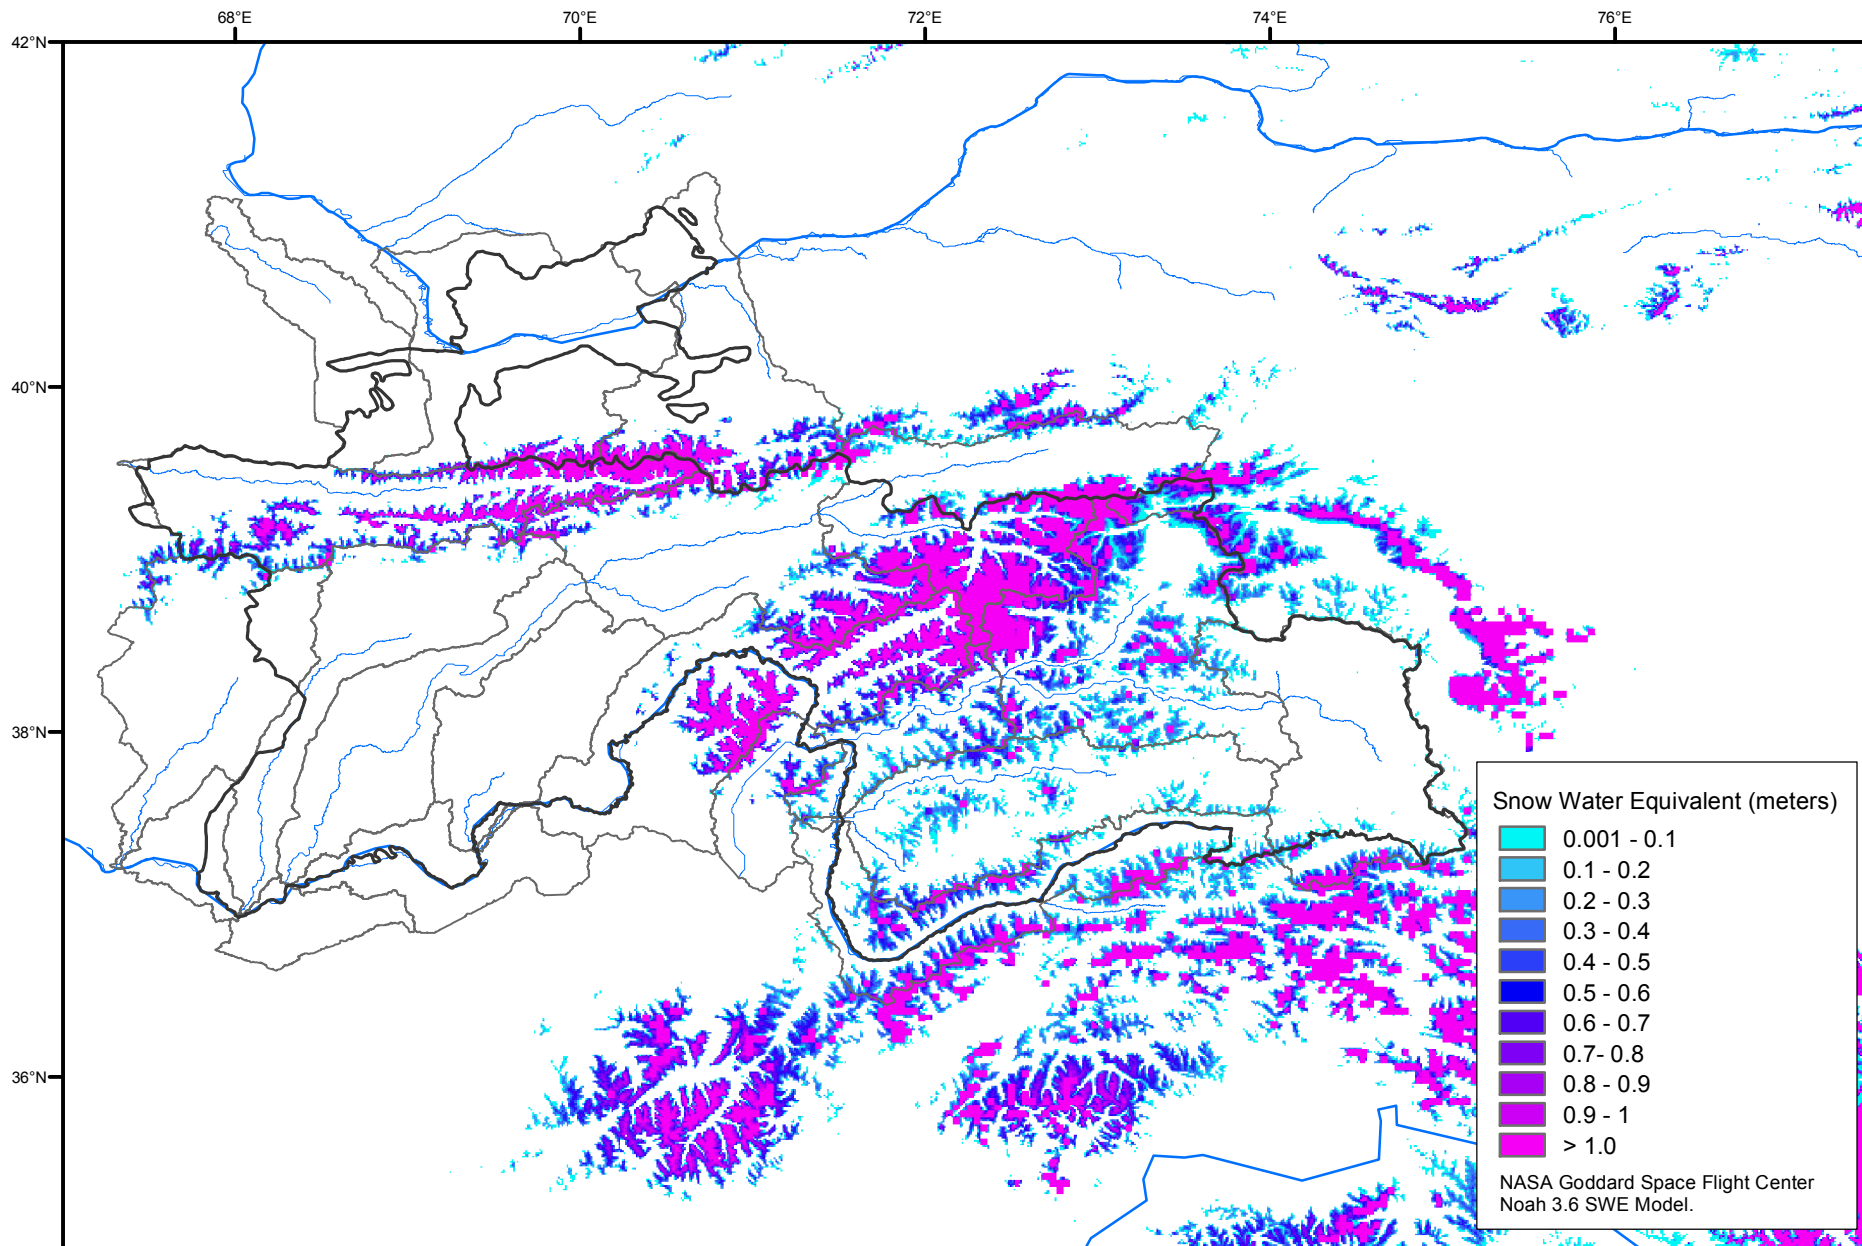 68°E
70°E
72°E
74°E
76°E
42°N
40°N
38°N
36°N
Snow Water Equivalent (meters)
0.001 - 0.1
0.1 - 0.2
0.2 - 0.3
0.3 - 0.4
0.4 - 0.5
0.5 - 0.6
0.6 - 0.7
0.7- 0.8
0.8 - 0.9
0.9 - 1
> 1.0
NASA Goddard Space Flight Center
Noah 3.6 SWE Model.